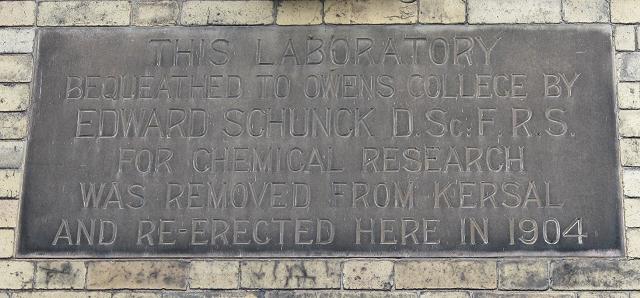 THIS LABORATORY
BEQUEATHED TO OWENS COLLEGE BY
EDWARD SCHUNCK D.Sc. F.R.S.
FOR CHEMICAL RESEARCH
WAS REMOVED FROM KERSAL
AND RE-ERECTED HERE IN 1904